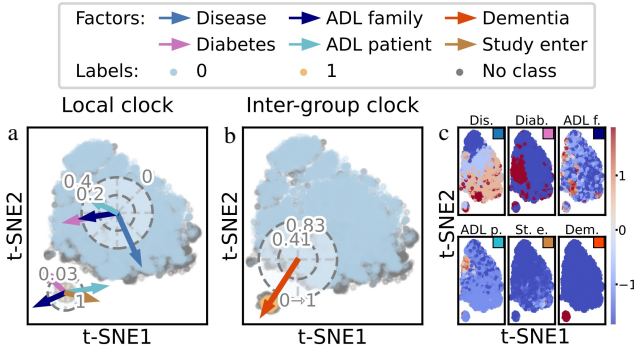 Factors: Disease ADL family Dementia
Diabetes ADL patient Study enter
Labels: 0 1 No class
Local clock Inter-group clock
a b c
Dis. Diab. ADL f.
0.4 0
0.2
0.83
0.41
0.03
1
0→1
ADL p. St. e. Dem.
1
0
−1
t-SNE2 t-SNE2 t-SNE2
t-SNE1 t-SNE1 t-SNE1